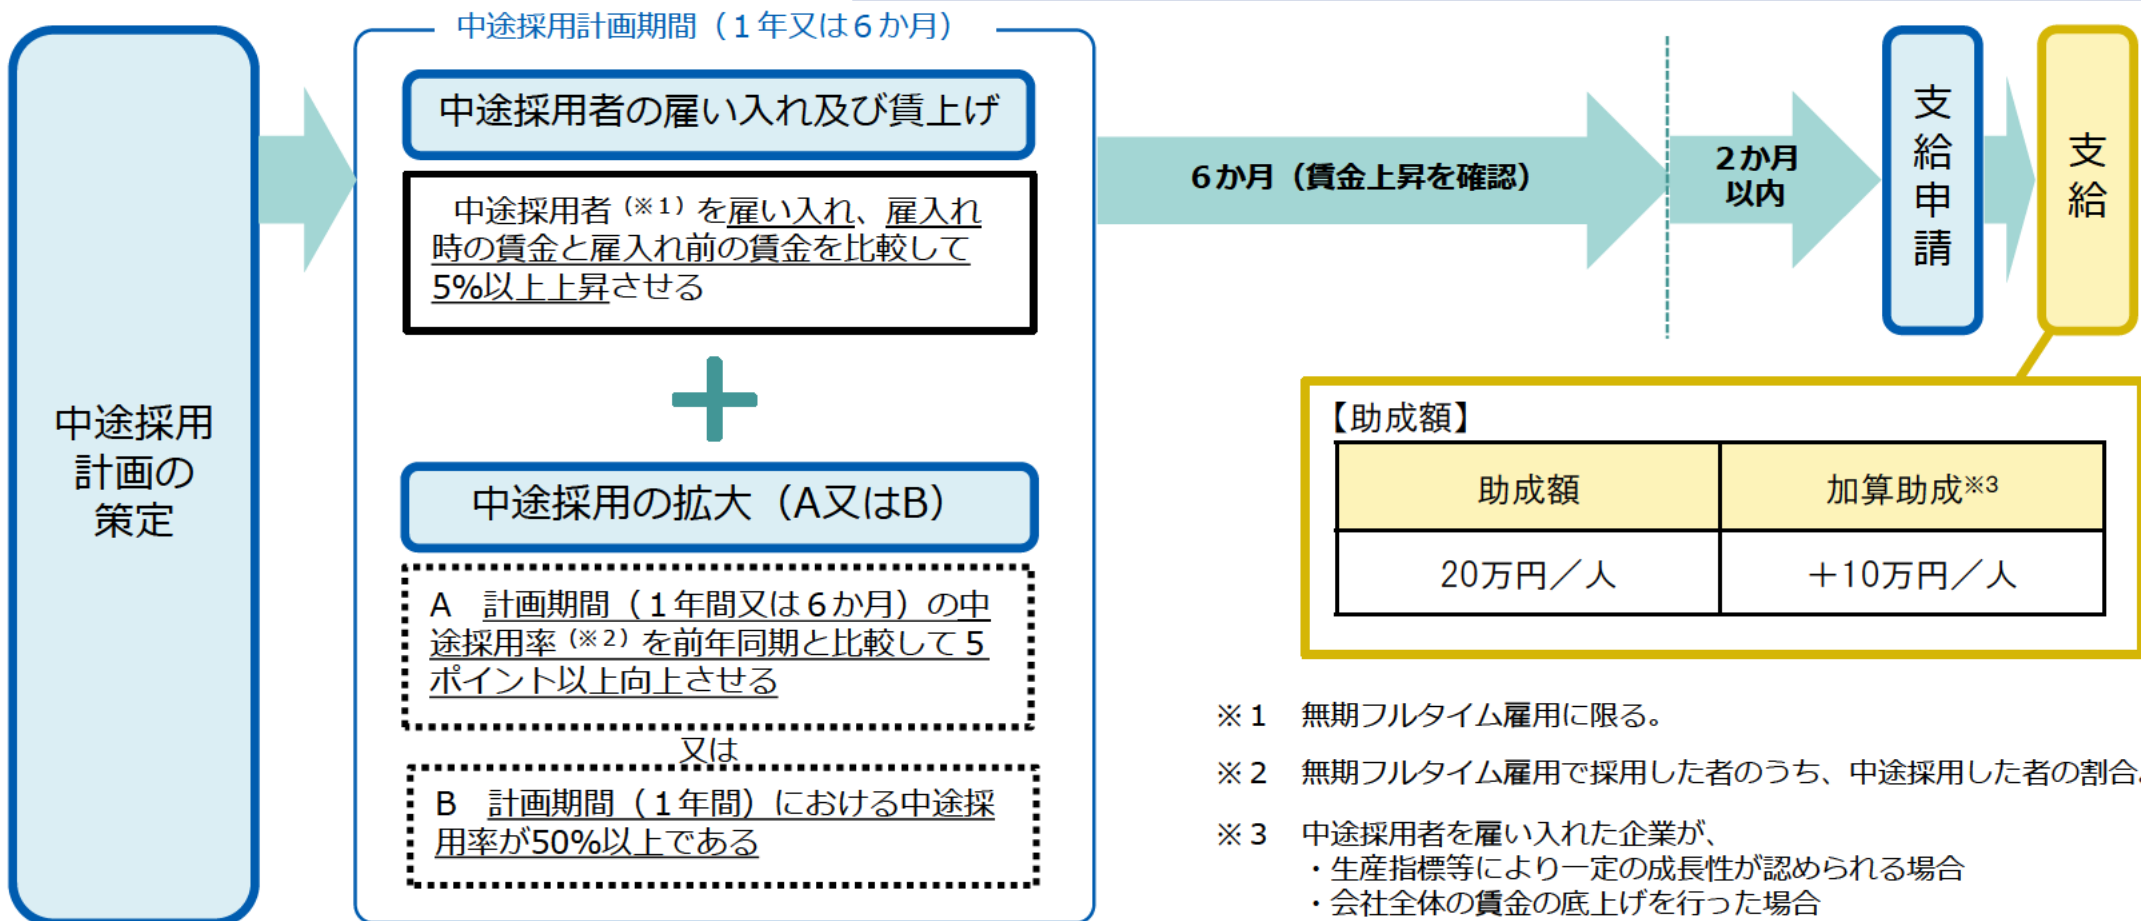 中途採用
計画の
策定
中途採用計画期間（１年又は６か月）
中途採用者の雇い入れ及び賃上げ
中途採用者（※１）を雇い入れ、雇入れ
時の賃金と雇入れ前の賃金を比較して
5%以上上昇させる
＋
中途採用の拡大（A又はB）
A　計画期間（１年間又は６か月）の中
途採用率（※２）を前年同期と比較して５
ポイント以上向上させる
又は
B　計画期間（１年間）における中途採
用率が50%以上である
６か月（賃金上昇を確認）
２か月
以内
支給申請
支給
【助成額】
助成額　加算助成※3
20万円／人　＋10万円／人
※１　無期フルタイム雇用に限る。
※２　無期フルタイム雇用で採用した者のうち、中途採用した者の割合。
※３　中途採用者を雇い入れた企業が、
・生産指標等により一定の成長性が認められる場合
・会社全体の賃金の底上げを行った場合